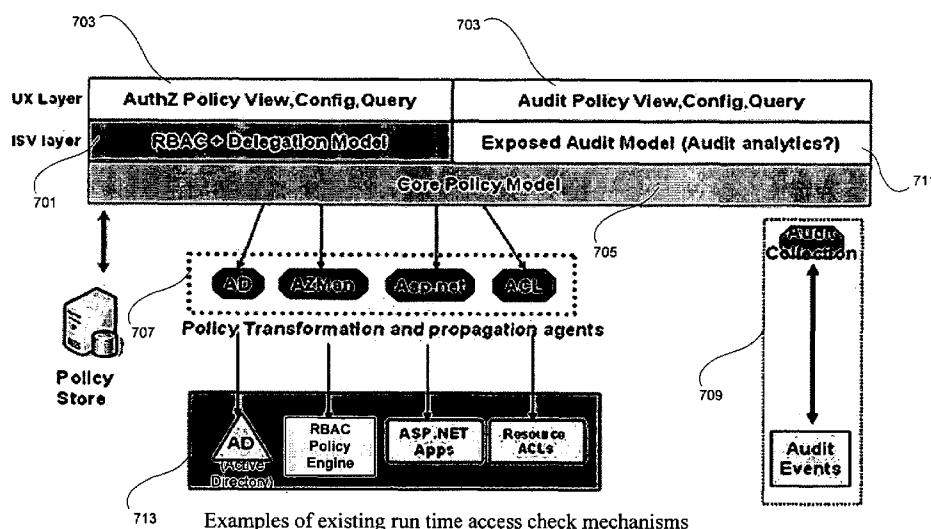 703
703
UX Layer
AuthZ Policy View,Config,Query
Audit Policy View,Config,Query
ISV layer
RBAC + Delegation Model
Exposed Audit Model (Audit analytics?)
701
Core Policy Model
711
705
Audit
Collection
AD
AZMan
Asp.net
ACL
707
Policy Transformation and propagation agents
Policy
Store
709
AD
(Active
Directory)
RBAC
Policy
Engine
ASP.NET
Apps
Resource
ACLs
Audit
Events
713
Examples of existing run time access check mechanisms